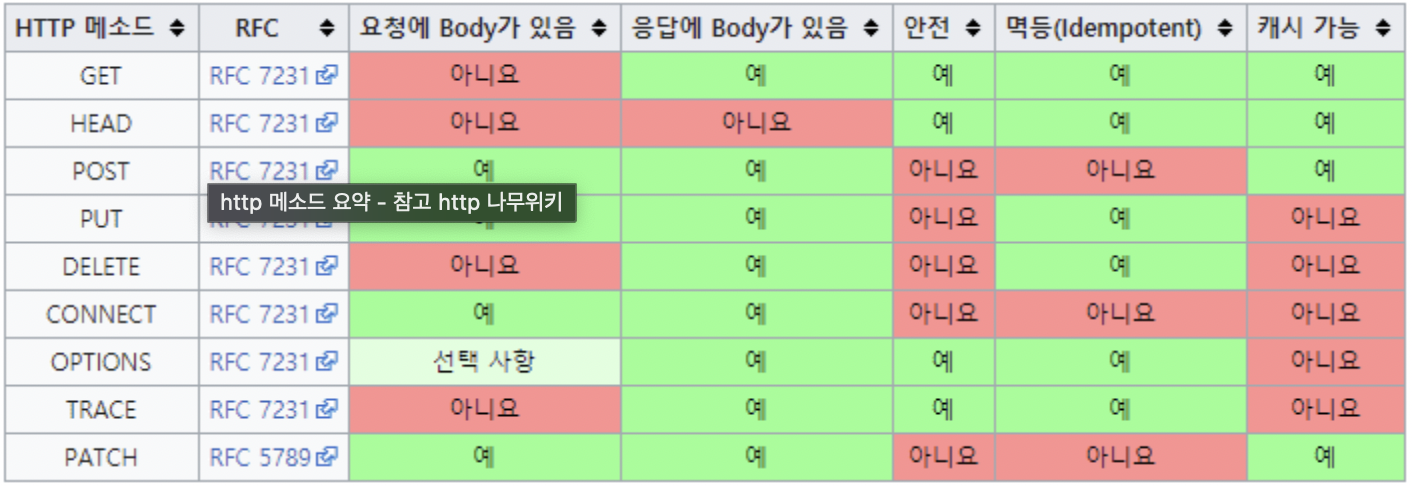 HTTP 메소드 RFC 요청에 Body가 있음 응답에 Body가 있음 안전 멱등(Idempotent) 캐시 가능
GET RFC 7231 아니요 예 예 예 예
HEAD RFC 7231 아니요 아니요 예 예 예
POST RFC 7231 예 예 아니요 아니요 예
http 메소드 요약 - 참고 http 나무위키
PUT RFC 7231 예 예 아니요 예 아니요
DELETE RFC 7231 아니요 예 아니요 예 아니요
CONNECT RFC 7231 예 예 아니요 아니요 아니요
OPTIONS RFC 7231 선택 사항 예 예 예 아니요
TRACE RFC 7231 아니요 예 예 예 아니요
PATCH RFC 5789 예 예 아니요 아니요 예